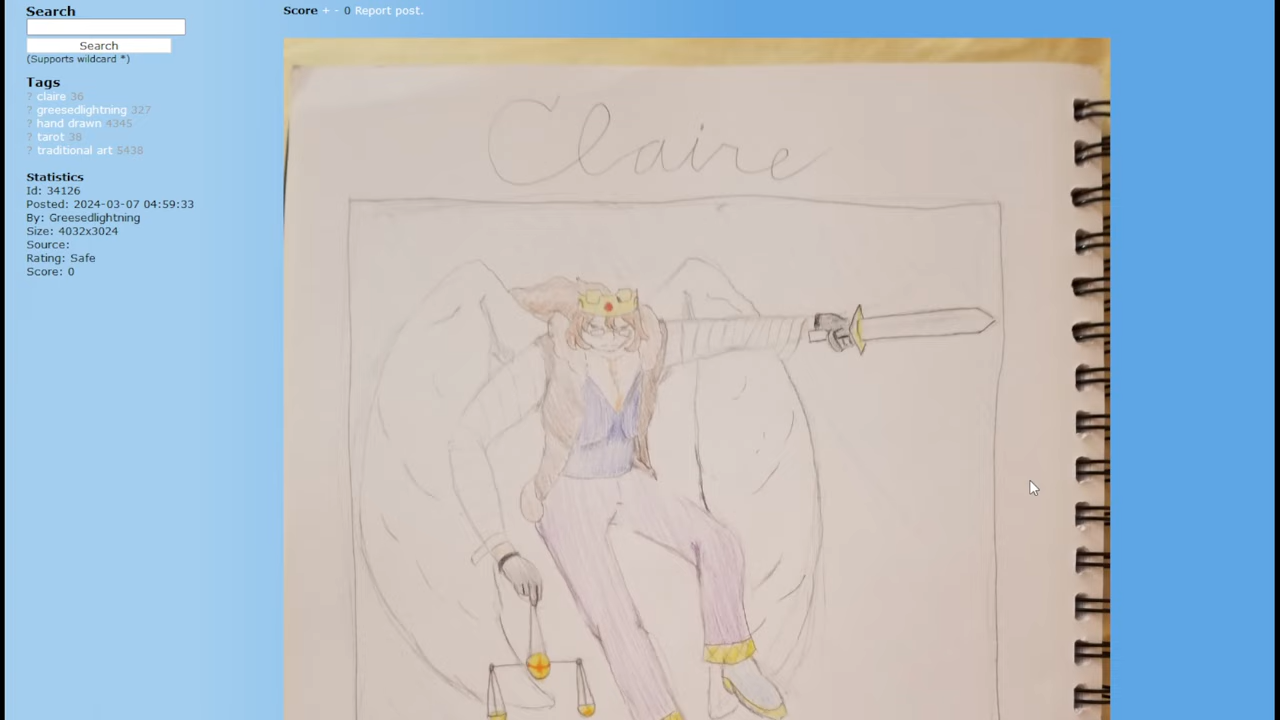 Search
Search
(Supports wildcard *)
Tags
? claire 36
? greesedlightning 327
? hand drawn 4345
? tarot 38
? traditional art 5438
Statistics
Id: 34126
Posted: 2024-03-07 04:59:33
By: Greesedlightning
Size: 4032x3024
Source:
Rating: Safe
Score: 0
Score + - 0 Report post.
Claire